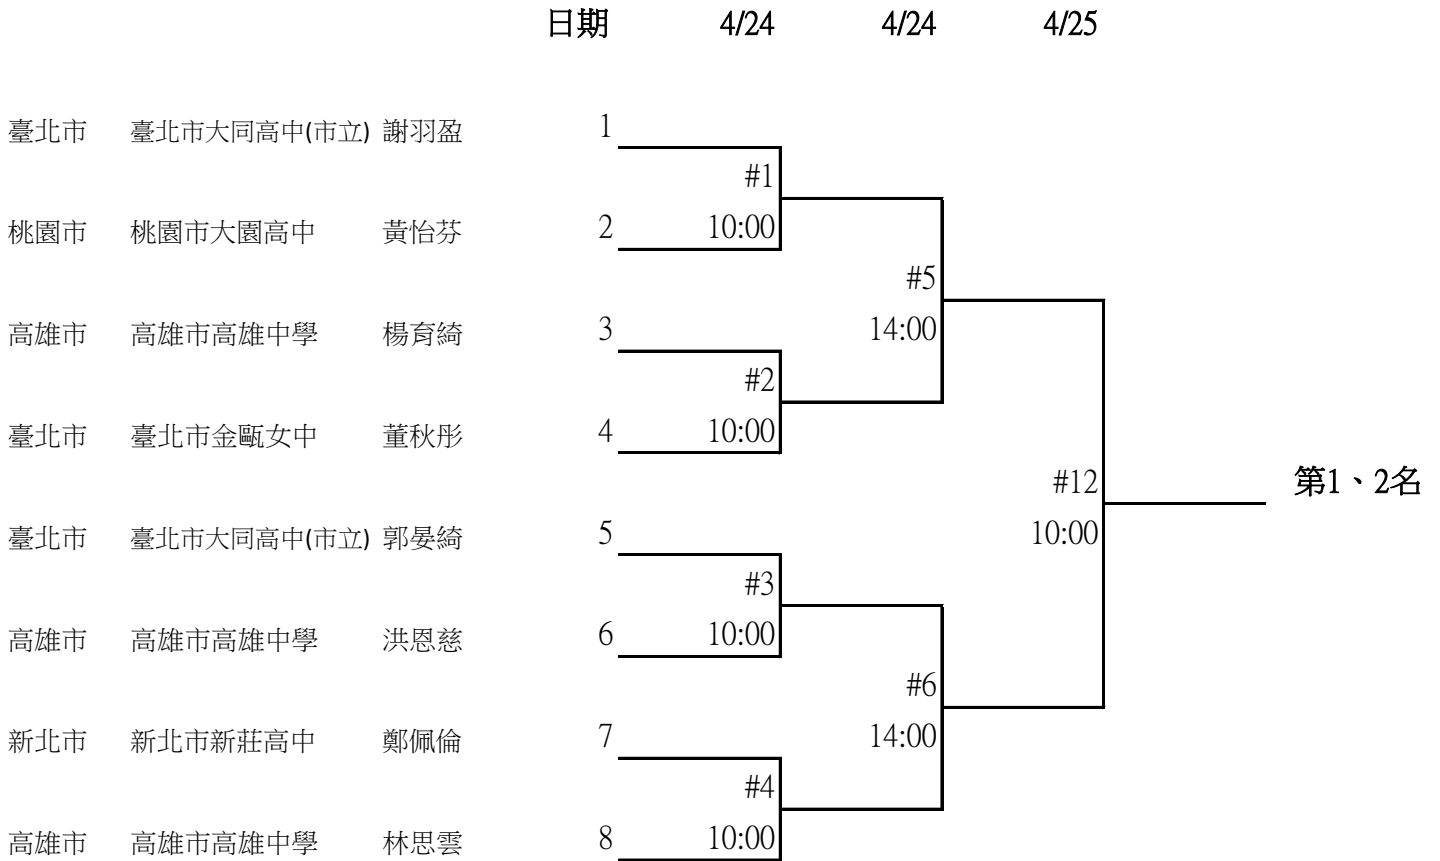 日期 4/24 4/24 4/25
臺北市 臺北市大同高中(市立) 謝羽盈 1
#1
桃園市 桃園市大園高中 黃怡芬 2 10:00
#5
高雄市 高雄市高雄中學 楊育綺 3 14:00
#2
臺北市 臺北市金甌女中 董秋彤 4 10:00
#12 第1、2名
臺北市 臺北市大同高中(市立) 郭晏綺 5 10:00
#3
高雄市 高雄市高雄中學 洪恩慈 6 10:00
#6
新北市 新北市新莊高中 鄭佩倫 7 14:00
#4
高雄市 高雄市高雄中學 林思雲 8 10:00